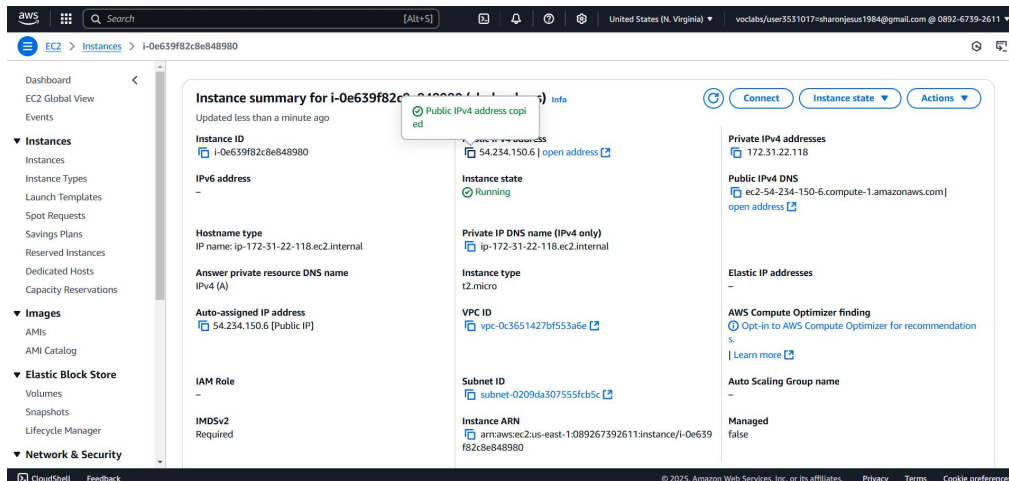 aws
Search
[Alt+S]
United States (N. Virginia)
voclabs/user3531017=sharonjesus1984@gmail.com @ 0892-6739-2611
EC2 > Instances > i-0e639f82c8e848980
Dashboard
EC2 Global View
Events
Instances
Instances
Instance Types
Launch Templates
Spot Requests
Savings Plans
Reserved Instances
Dedicated Hosts
Capacity Reservations
Images
AMIs
AMI Catalog
Elastic Block Store
Volumes
Snapshots
Lifecycle Manager
Network & Security
Instance summary for Info
Updated less than a minute ago
Public IPv4 address copi
ed
Connect
Instance state
Actions
Instance ID
i-0e639f82c8e848980
54.234.150.6 | open address
Private IPv4 addresses
172.31.22.118
IPv6 address
–
Instance state
Running
Public IPv4 DNS
ec2-54-234-150-6.compute-1.amazonaws.com |
open address
Hostname type
IP name: ip-172-31-22-118.ec2.internal
Private IP DNS name (IPv4 only)
ip-172-31-22-118.ec2.internal
Answer private resource DNS name
IPv4 (A)
Instance type
t2.micro
Elastic IP addresses
–
Auto-assigned IP address
54.234.150.6 [Public IP]
VPC ID
vpc-0c3651427bf553a6e
AWS Compute Optimizer finding
Opt-in to AWS Compute Optimizer for recommendation
s.
| Learn more
IAM Role
–
Subnet ID
subnet-0209da307555fcb5c
Auto Scaling Group name
–
IMDSv2
Required
Instance ARN
arn:aws:ec2:us-east-1:089267392611:instance/i-0e639
f82c8e848980
Managed
false
CloudShell Feedback
© 2025, Amazon Web Services, Inc. or its affiliates. Privacy Terms Cookie preferences